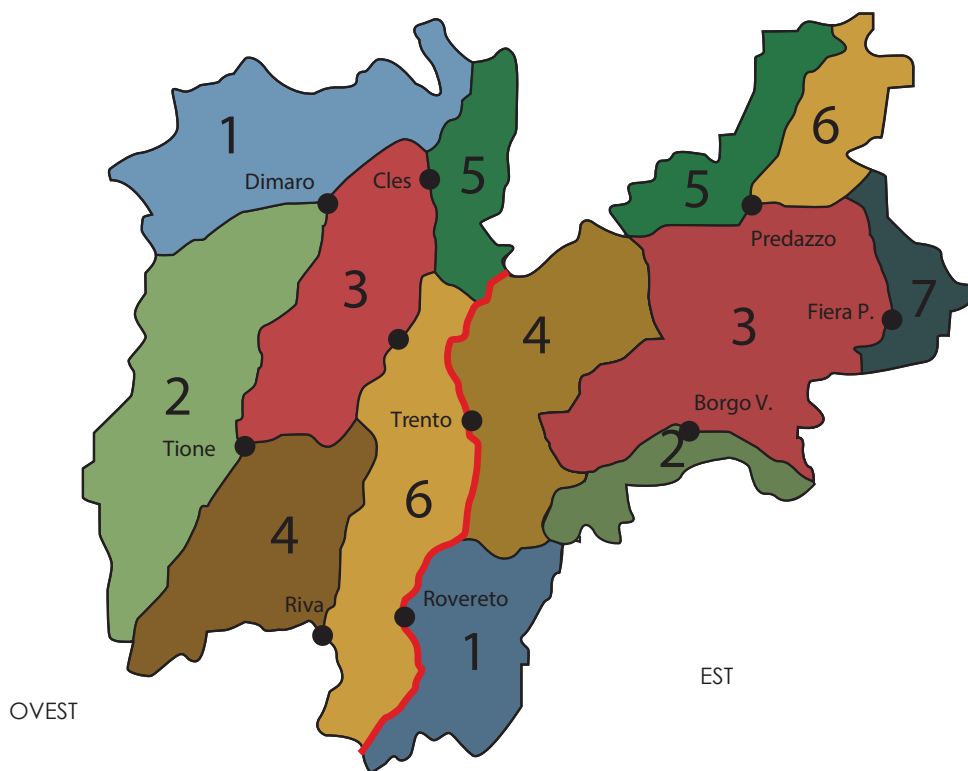 1
6
Dimaro
Cles
5
5
Predazzo
3
7
Fiera P.
3
4
2
Borgo V.
Trento
Tione
2
6
4
Riva
Rovereto
1
EST
OVEST